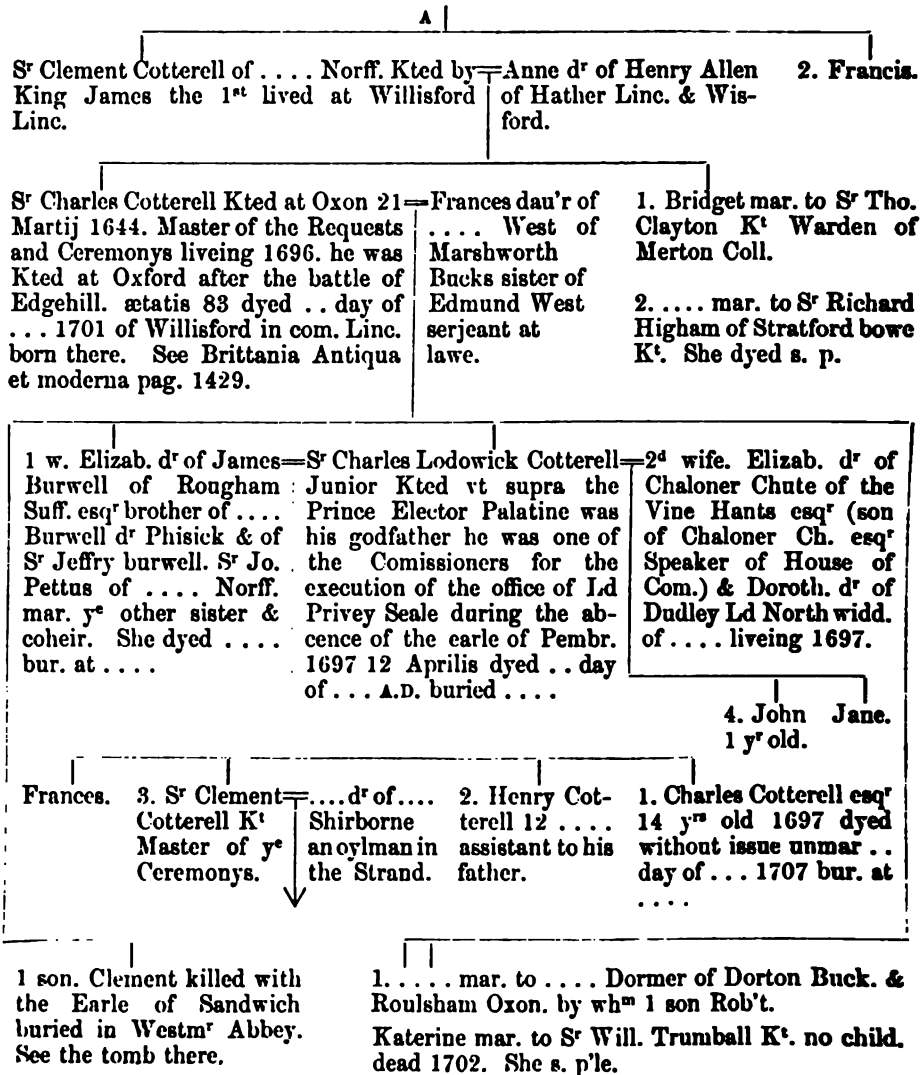 A
Sʳ Clement Cotterell of . . . . Norff. Kted by
King James the 1ˢᵗ lived at Willisford
Linc.
Anne dʳ of Henry Allen
of Hather Linc. & Wis-
ford.
2. Francis.
Sʳ Charles Cotterell Kted at Oxon 21
Martij 1644. Master of the Requests
and Ceremonys liveing 1696. he was
Kted at Oxford after the battle of
Edgehill. ætatis 83 dyed . . day of
. . . 1701 of Willisford in com. Linc.
born there. See Brittania Antiqua
et moderna pag. 1429.
Frances dau'r of
. . . . West of
Marshworth
Bucks sister of
Edmund West
serjeant at
lawe.
1. Bridget mar. to Sʳ Tho.
Clayton Kᵗ Warden of
Merton Coll.
2. . . . . mar. to Sʳ Richard
Higham of Stratford bowe
Kᵗ. She dyed s. p.
1 w. Elizab. dʳ of James
Burwell of Rougham
Suff. esqʳ brother of . . . .
Burwell dʳ Phisick & of
Sʳ Jeffry burwell. Sʳ Jo.
Pettus of . . . . Norff.
mar. yᵉ other sister &
coheir. She dyed . . . .
bur. at . . . .
Sʳ Charles Lodowick Cotterell
Junior Kted vt supra the
Prince Elector Palatine was
his godfather he was one of
the Comissioners for the
execution of the office of Ld
Privey Seale during the ab-
cence of the earle of Pembr.
1697 12 Aprilis dyed . . day
of . . . A.D. buried . . . .
2ᵈ wife. Elizab. dʳ of
Chaloner Chute of the
Vine Hants esqʳ (son
of Chaloner Ch. esqʳ
Speaker of House of
Com.) & Doroth. dʳ of
Dudley Ld North widd.
of . . . . liveing 1697.
4. John
1 yʳ old.
Jane.
Frances.
3. Sʳ Clement
Cotterell Kᵗ
Master of yᵉ
Ceremonys.
. . . . dʳ of . . . .
Shirborne
an oylman in
the Strand.
2. Henry Cot-
terell 12 . . . .
assistant to his
father.
1. Charles Cotterell esqʳ
14 yʳˢ old 1697 dyed
without issue unmar . .
day of . . . 1707 bur. at
. . . .
1 son. Clement killed with
the Earle of Sandwich
buried in Westmʳ Abbey.
See the tomb there.
1. . . . . mar. to . . . . Dormer of Dorton Buck. &
Roulsham Oxon. by whᵐ 1 son Rob't.
Katerine mar. to Sʳ Will. Trumball Kᵗ. no child.
dead 1702. She s. p'le.